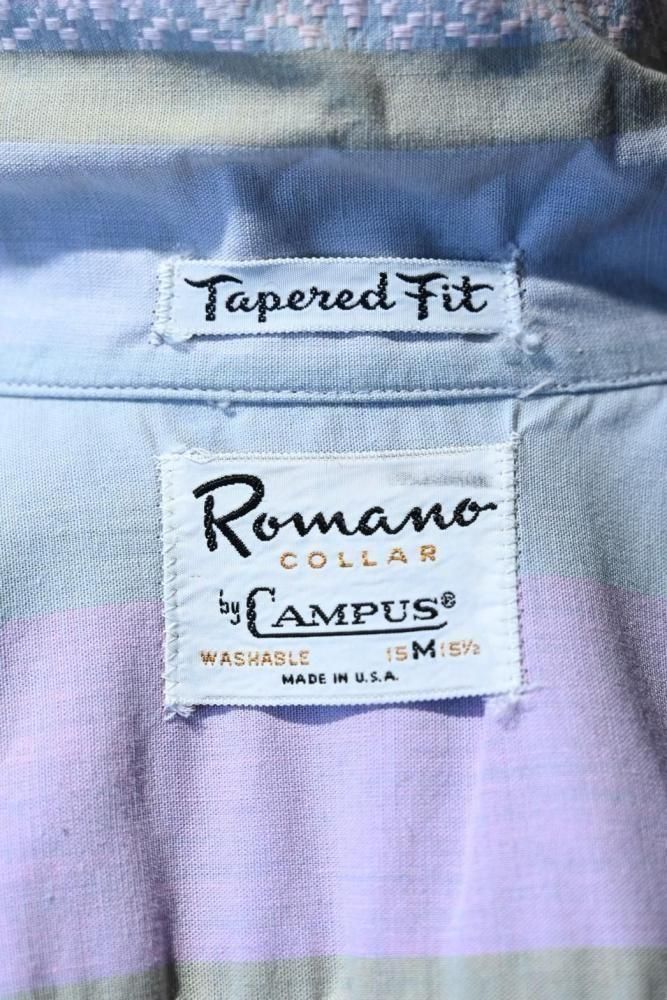 Tapered Fit
Romano
COLLAR
by CAMPUS®
WASHABLE 15 M 15½
MADE IN U.S.A.